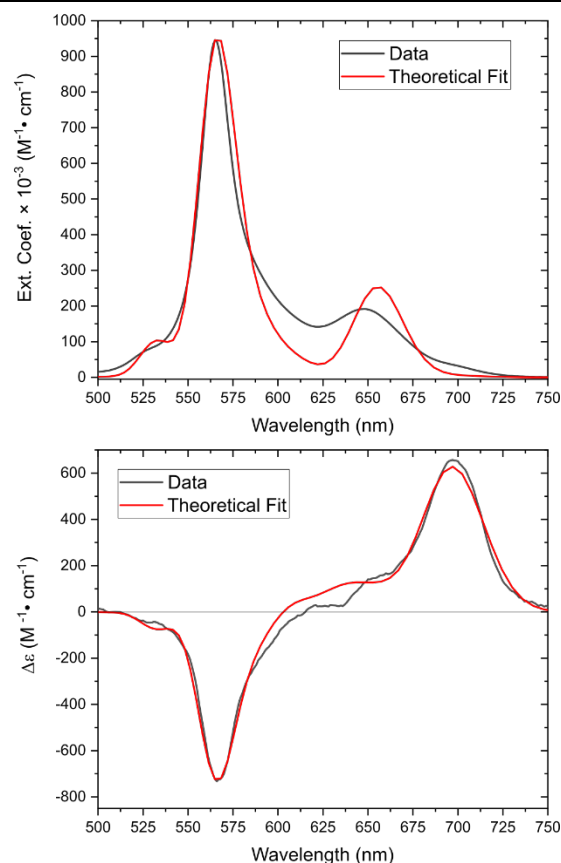 1000
900
800
700
600
500
400
300
200
100
0
Ext. Coef. × 10⁻³ (M⁻¹• cm⁻¹)
Data
Theoretical Fit
500 525 550 575 600 625 650 675 700 725 750
Wavelength (nm)
600
400
200
0
-200
-400
-600
-800
Δε (M⁻¹• cm⁻¹)
Data
Theoretical Fit
500 525 550 575 600 625 650 675 700 725 750
Wavelength (nm)